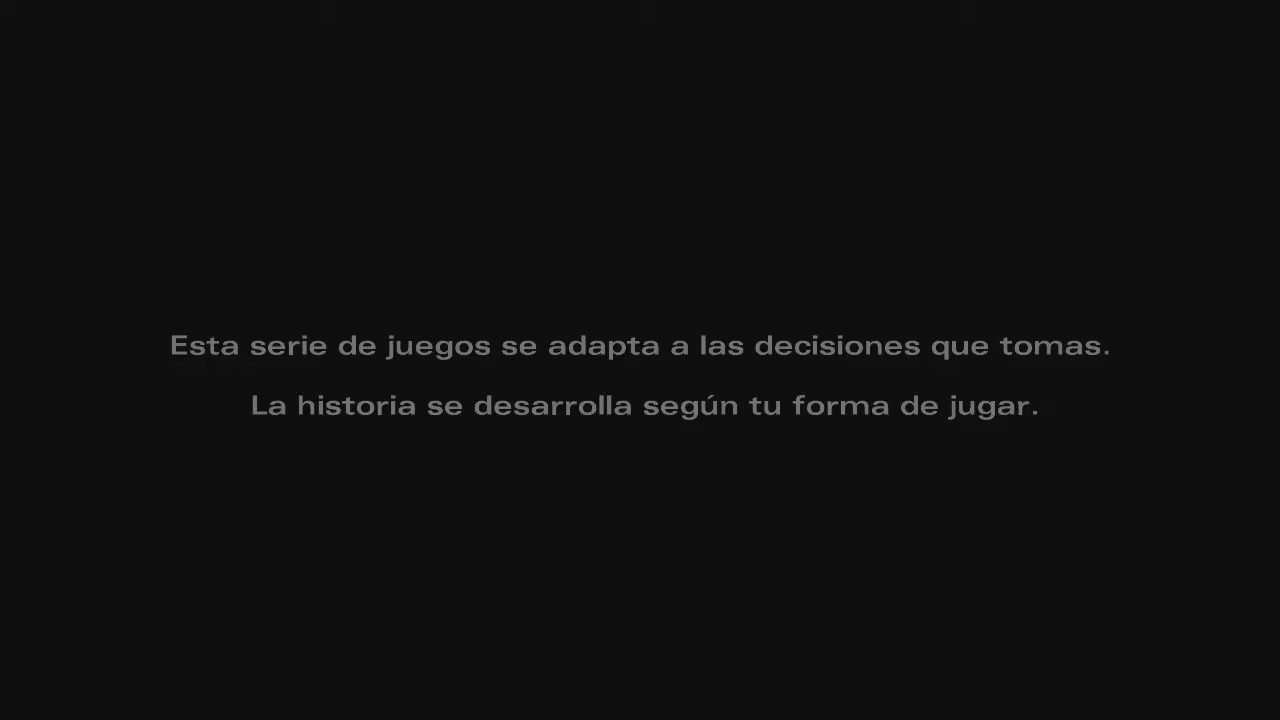 Esta serie de juegos se adapta a las decisiones que tomas.
La historia se desarrolla según tu forma de jugar.